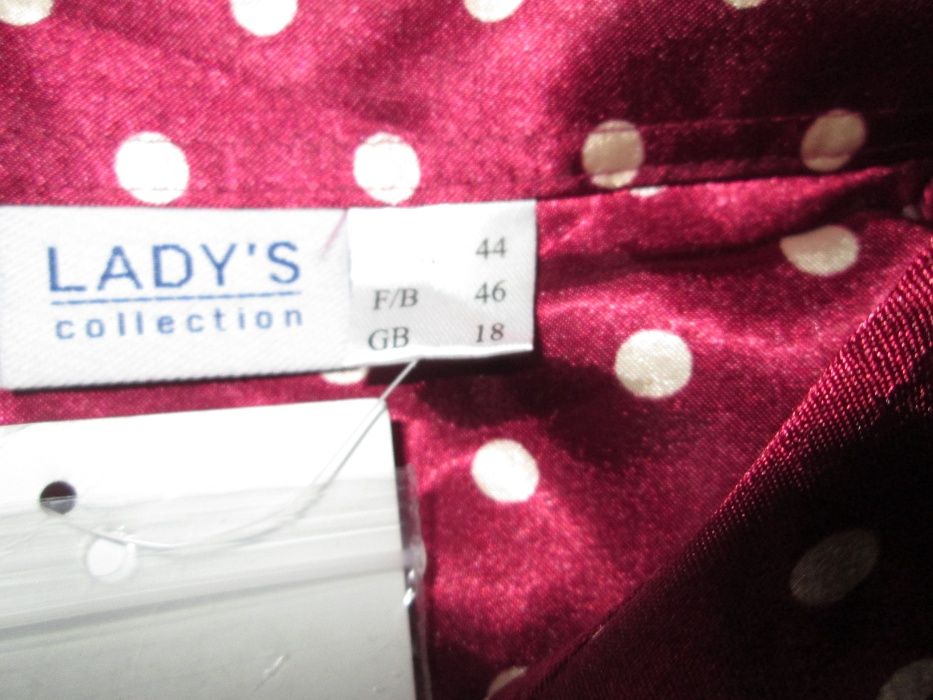 LADY'S
collection
44
F/B 46
GB 18